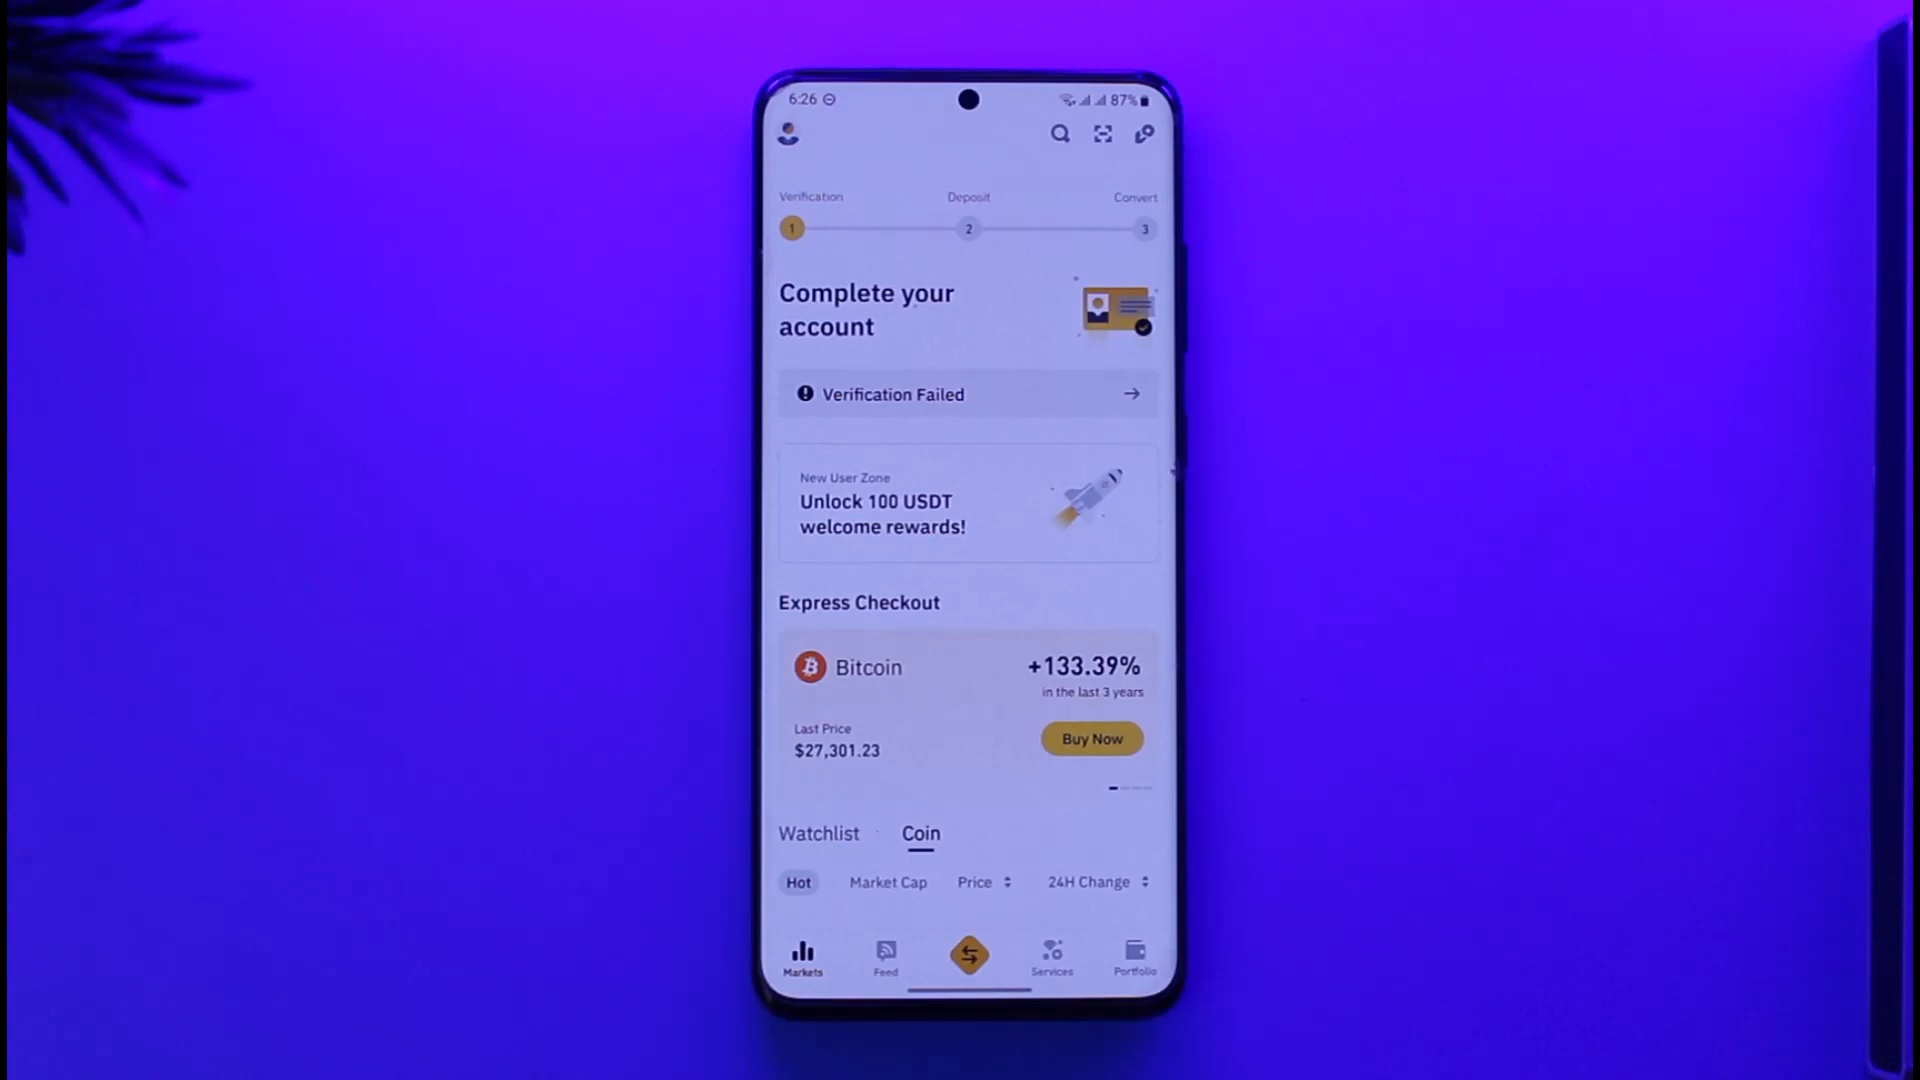 6:26
87%
Verification Deposit Convert
1 2 3
Complete your
account
Verification Failed
New User Zone
Unlock 100 USDT
welcome rewards!
Express Checkout
Bitcoin +133.39%
in the last 3 years
Last Price
$27,301.23
Buy Now
Watchlist Coin
Hot Market Cap Price 24H Change
Markets Feed Services Portfolio